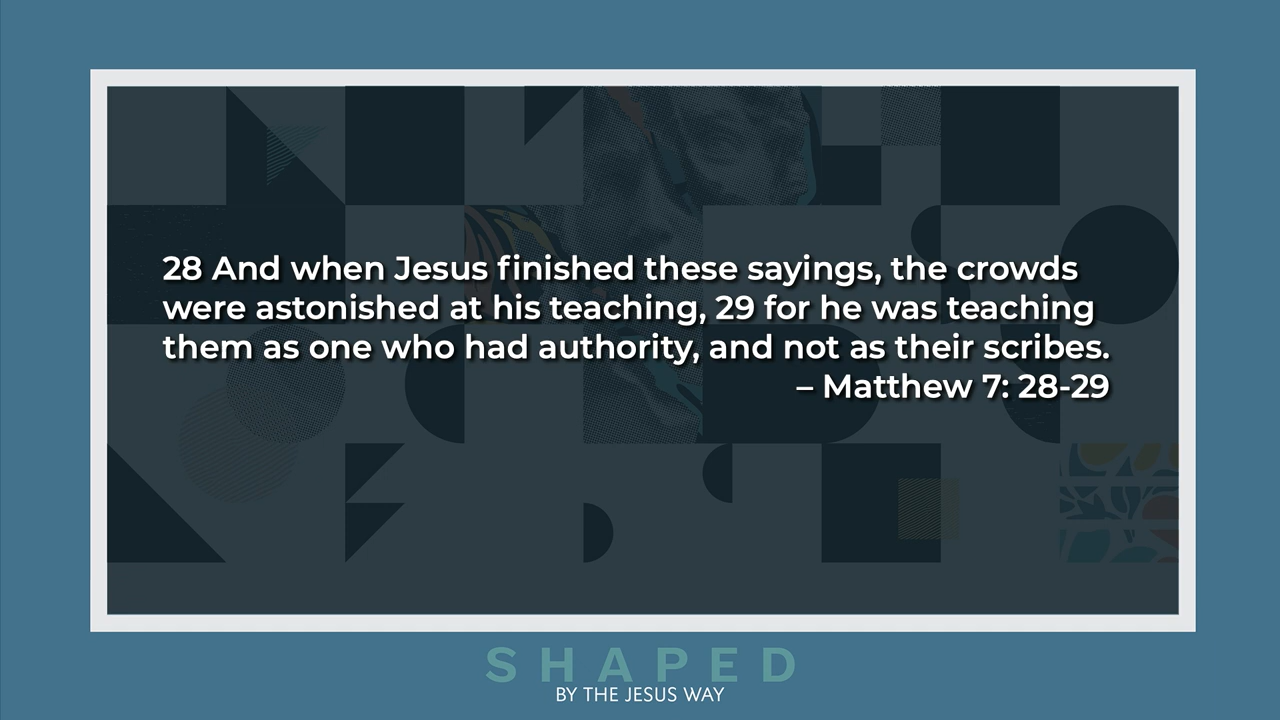 28 And when Jesus finished these sayings, the crowds
were astonished at his teaching, 29 for he was teaching
them as one who had authority, and not as their scribes.
– Matthew 7: 28-29
SHAPED
BY THE JESUS WAY